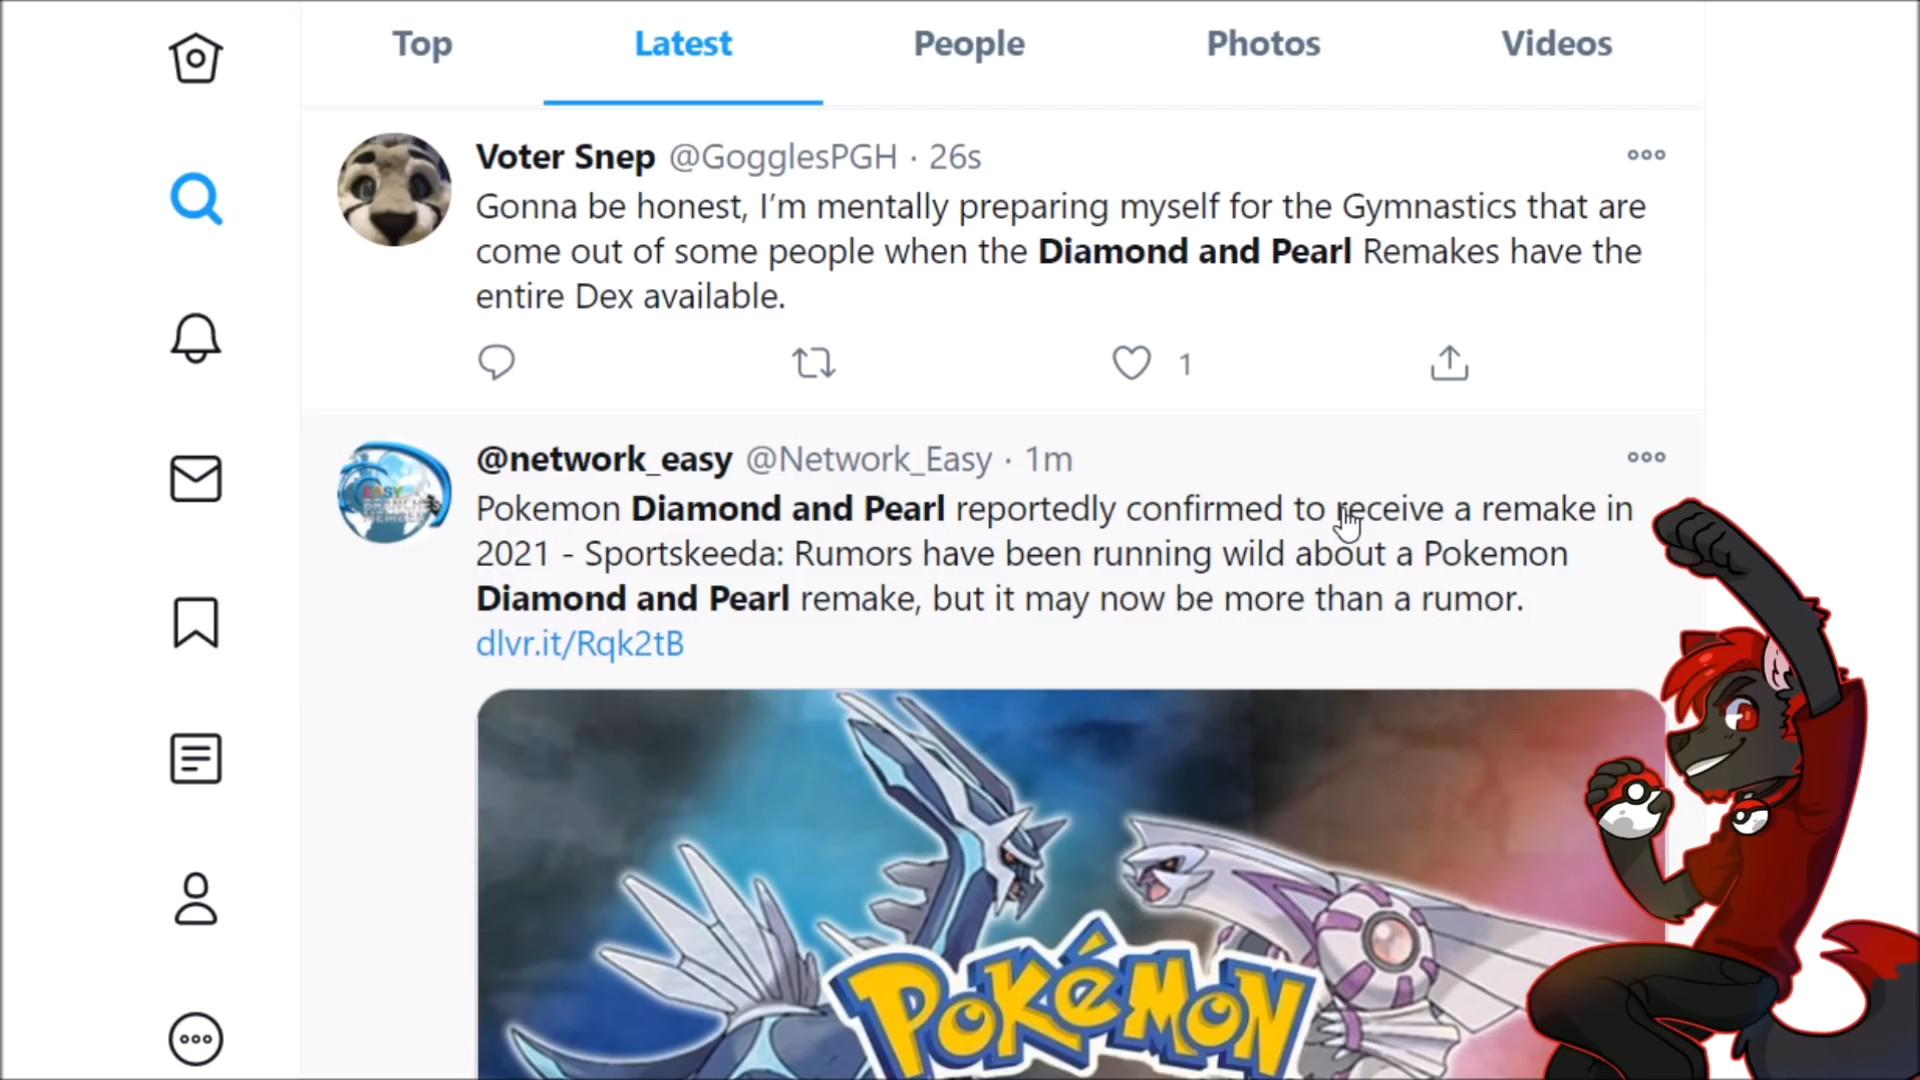 Top Latest People Photos Videos
Voter Snep @GogglesPGH · 26s
Gonna be honest, I'm mentally preparing myself for the Gymnastics that are
come out of some people when the Diamond and Pearl Remakes have the
entire Dex available.
1
@network_easy @Network_Easy · 1m
Pokemon Diamond and Pearl reportedly confirmed to receive a remake in
2021 - Sportskeeda: Rumors have been running wild about a Pokemon
Diamond and Pearl remake, but it may now be more than a rumor.
dlvr.it/Rqk2tB
EASY
BRANCHES
MEMBER
POKéMON